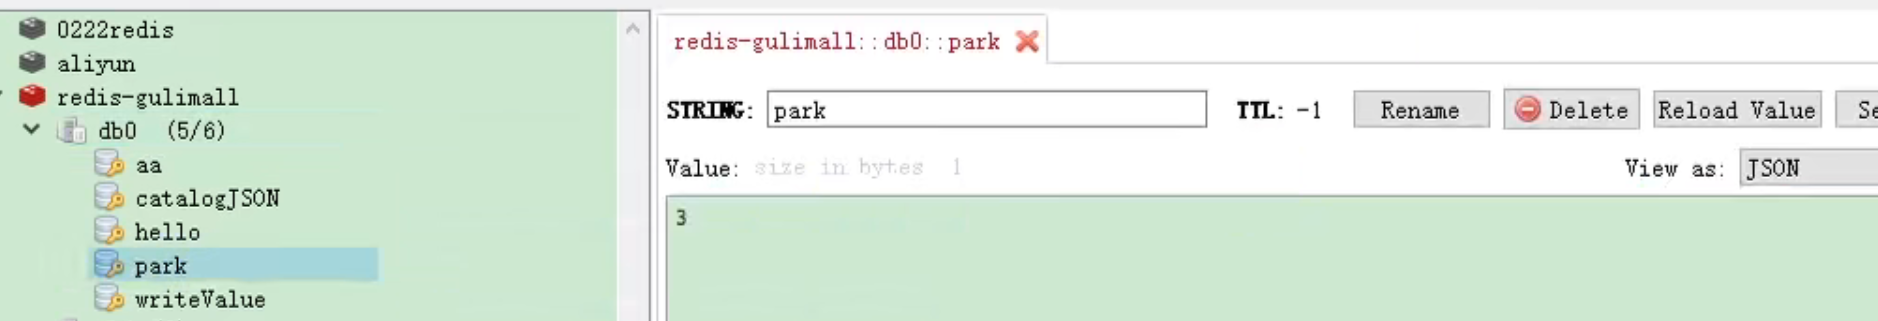 0222redis
aliyun
redis-gulimall
db0 (5/6)
aa
catalogJSON
hello
park
writeValue
redis-gulimall::db0::park
STRING: park TTL: -1 Rename Delete Reload Value Se
Value: size in bytes 1 View as: JSON
3